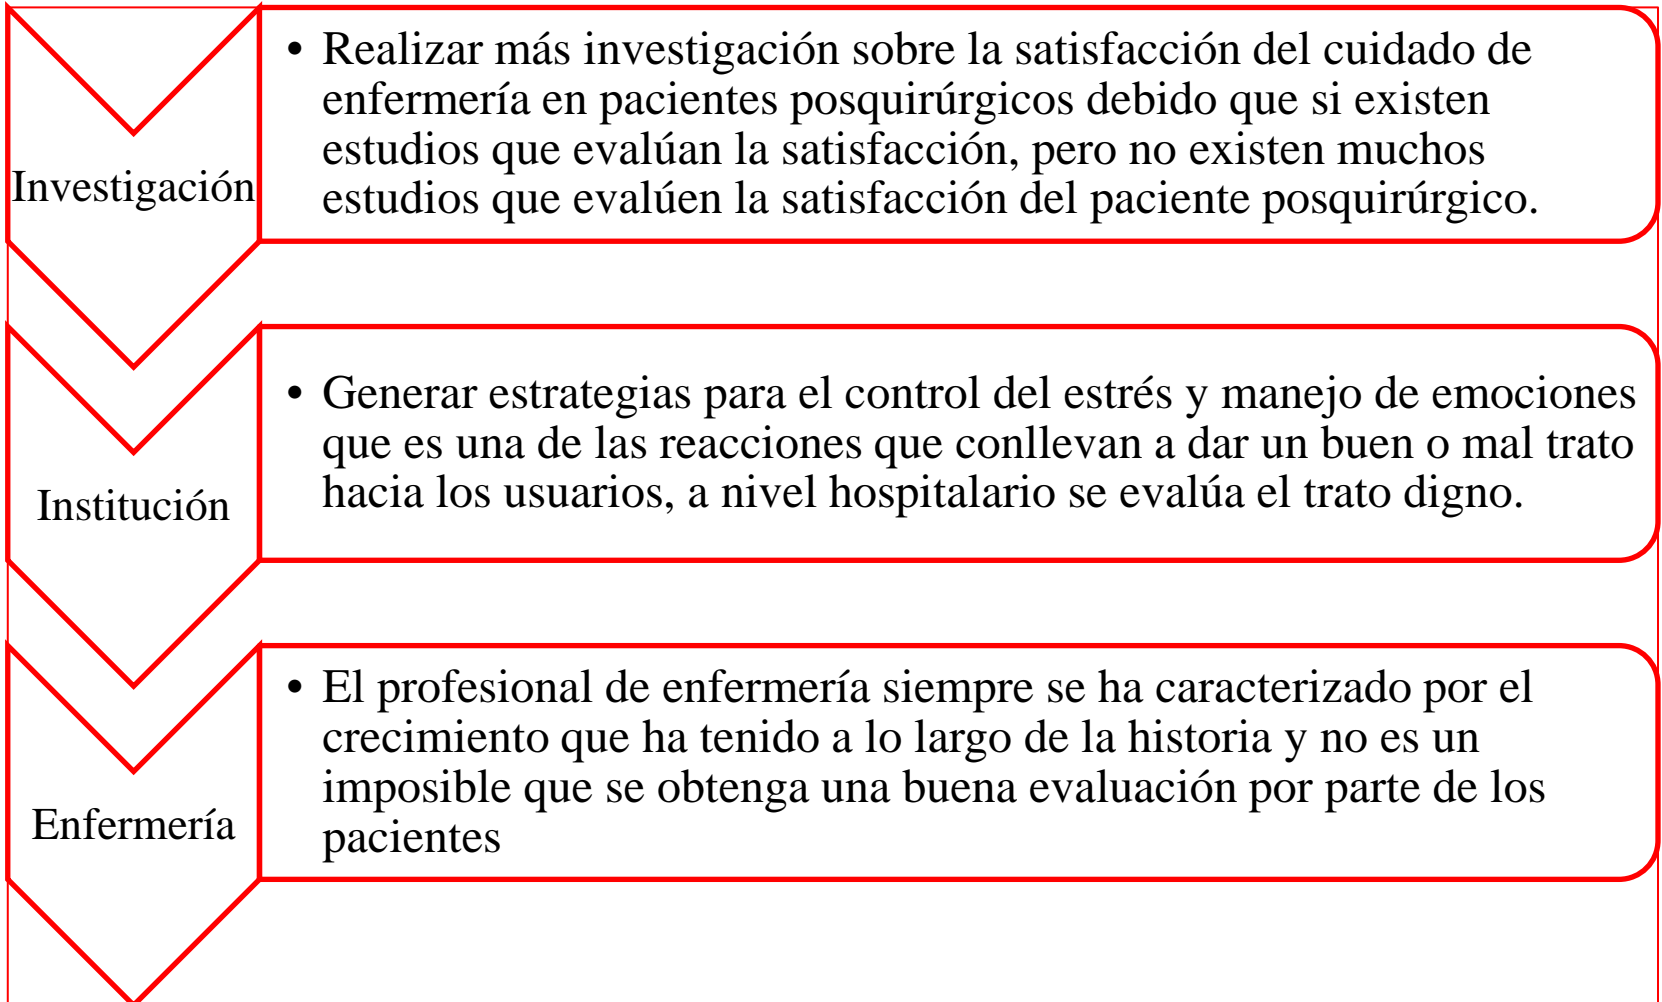 Investigación
• Realizar más investigación sobre la satisfacción del cuidado de
enfermería en pacientes posquirúrgicos debido que si existen
estudios que evalúan la satisfacción, pero no existen muchos
estudios que evalúen la satisfacción del paciente posquirúrgico.
Institución
• Generar estrategias para el control del estrés y manejo de emociones
que es una de las reacciones que conllevan a dar un buen o mal trato
hacia los usuarios, a nivel hospitalario se evalúa el trato digno.
Enfermería
• El profesional de enfermería siempre se ha caracterizado por el
crecimiento que ha tenido a lo largo de la historia y no es un
imposible que se obtenga una buena evaluación por parte de los
pacientes